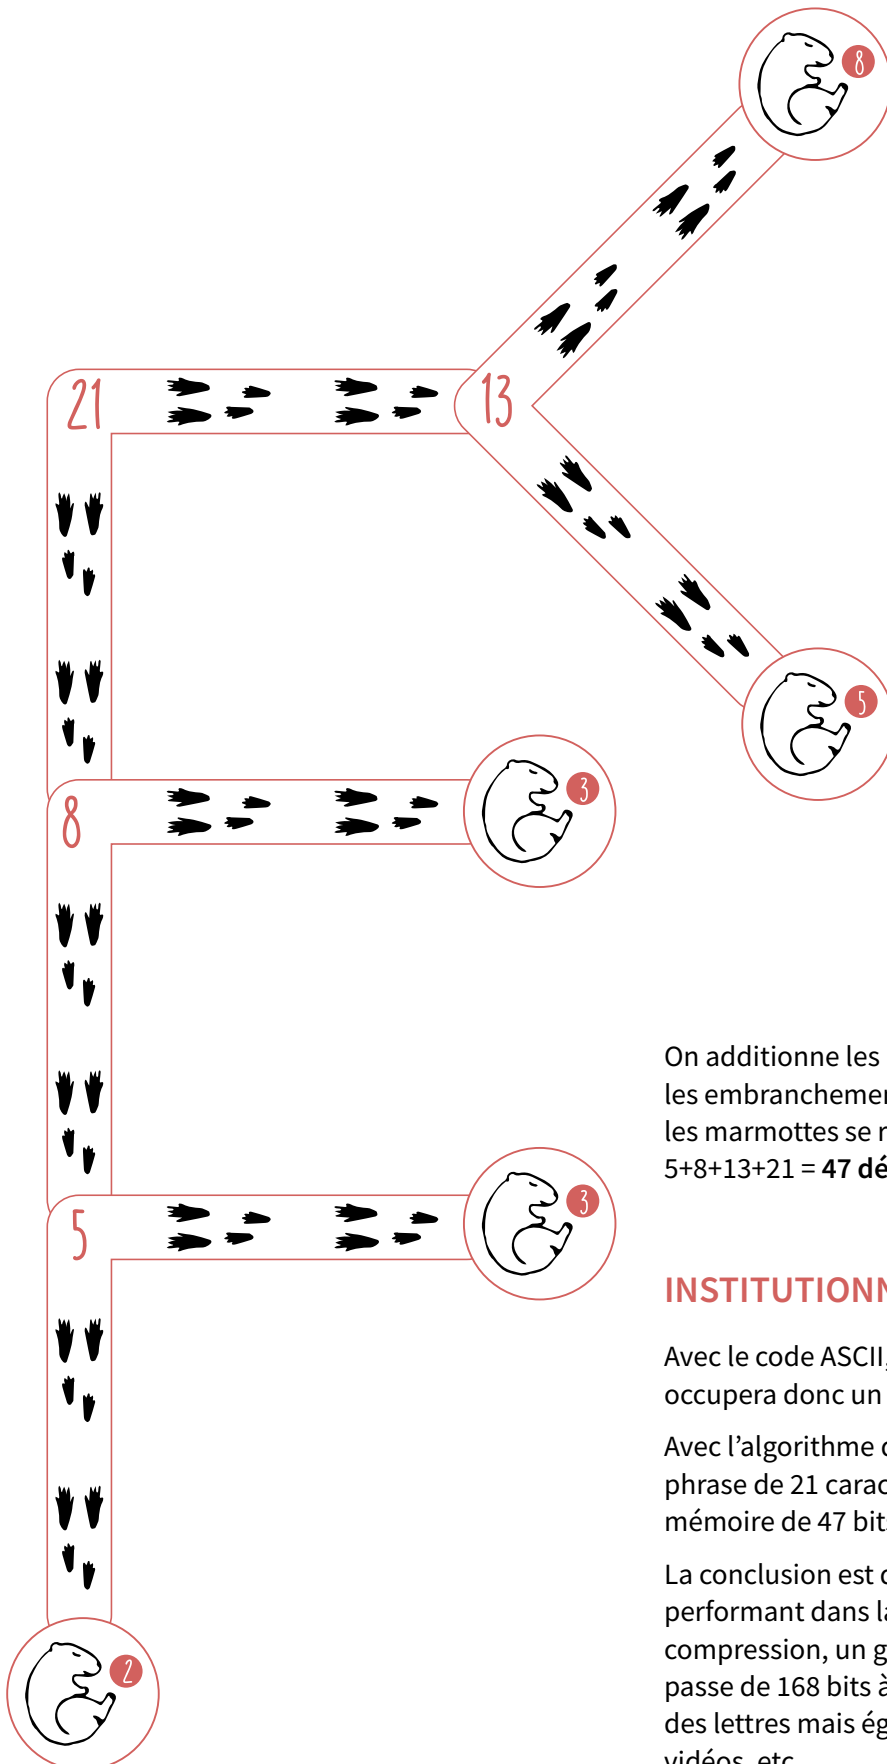 8
21
13
5
3
8
3
5
2
On additionne les
les embranchemen
les marmottes se r
5+8+13+21 = 47 dé
INSTITUTIONN
Avec le code ASCII,
occupera donc un
Avec l'algorithme d
phrase de 21 carac
mémoire de 47 bits
La conclusion est q
performant dans la
compression, un g
passe de 168 bits à
des lettres mais ég
vidéos, etc.